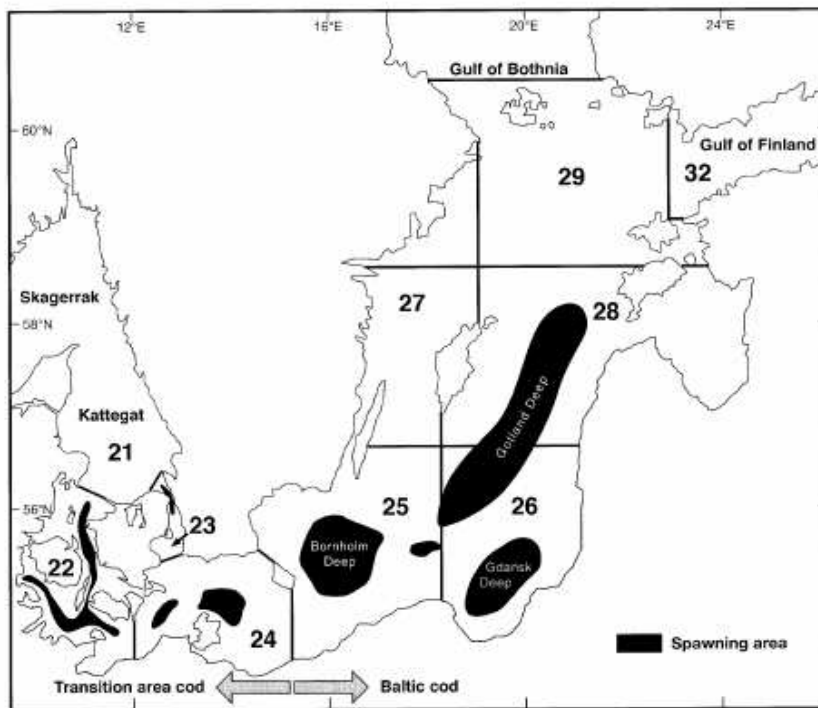 12°E
16°E
20°E
24°E
Gulf of Bothnia
60°N
Gulf of Finland
29
32
Skagerrak
27
28
58°N
Gotland Deep
Kattegat
21
56°N
25
26
23
Bornholm
Deep
22
Gdansk
Deep
24
Spawning area
Transition area cod
Baltic cod